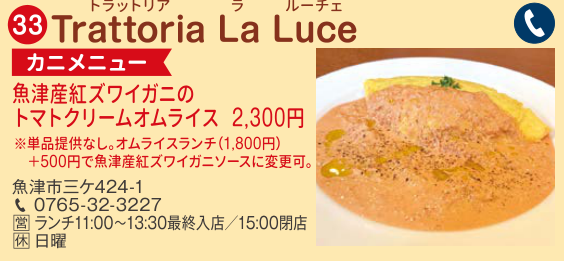 トラットリア ラ ルーチェ
33 Trattoria La Luce
カニメニュー
魚津産紅ズワイガニの
トマトクリームオムライス 2,300円
※単品提供なし。オムライスランチ(1,800円)
+500円で魚津産紅ズワイガニソースに変更可。
魚津市三ケ424-1
0765-32-3227
営 ランチ11:00~13:30最終入店/15:00閉店
休 日曜